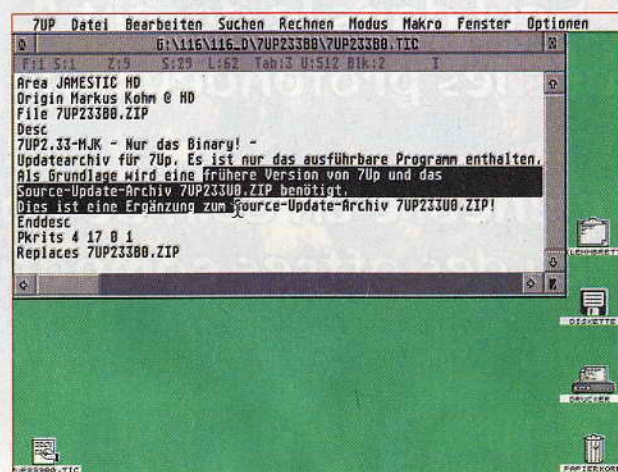 7UP Datei Bearbeiten Suchen Rechnen Modus Makro Fenster Optionen
G:\116\116_D\7UP233B0\7UP233B0.TIC
F:1 S:1 Z:9 S:29 L:62 Tab:3 U:512 Blk:2 I
Area JAMESTIC HD
Origin Markus Kohm @ HD
File 7UP233B0.ZIP
Desc
7UP2.33-MJK - Nur das Binary! -
Updatearchiv für 7Up. Es ist nur das ausführbare Programm enthalten.
Als Grundlage wird eine frühere Version von 7Up und das
Source-Update-Archiv 7UP233U0.ZIP benötigt.
Dies ist eine Ergänzung zum Source-Update-Archiv 7UP233U0.ZIP!
Enddesc
Pkrits 4 17 0 1
Replaces 7UP233B0.ZIP
KLEMMBRETT
DISKETTE
DRUCKER
PAPIERKORB
7UP233B0.TIC